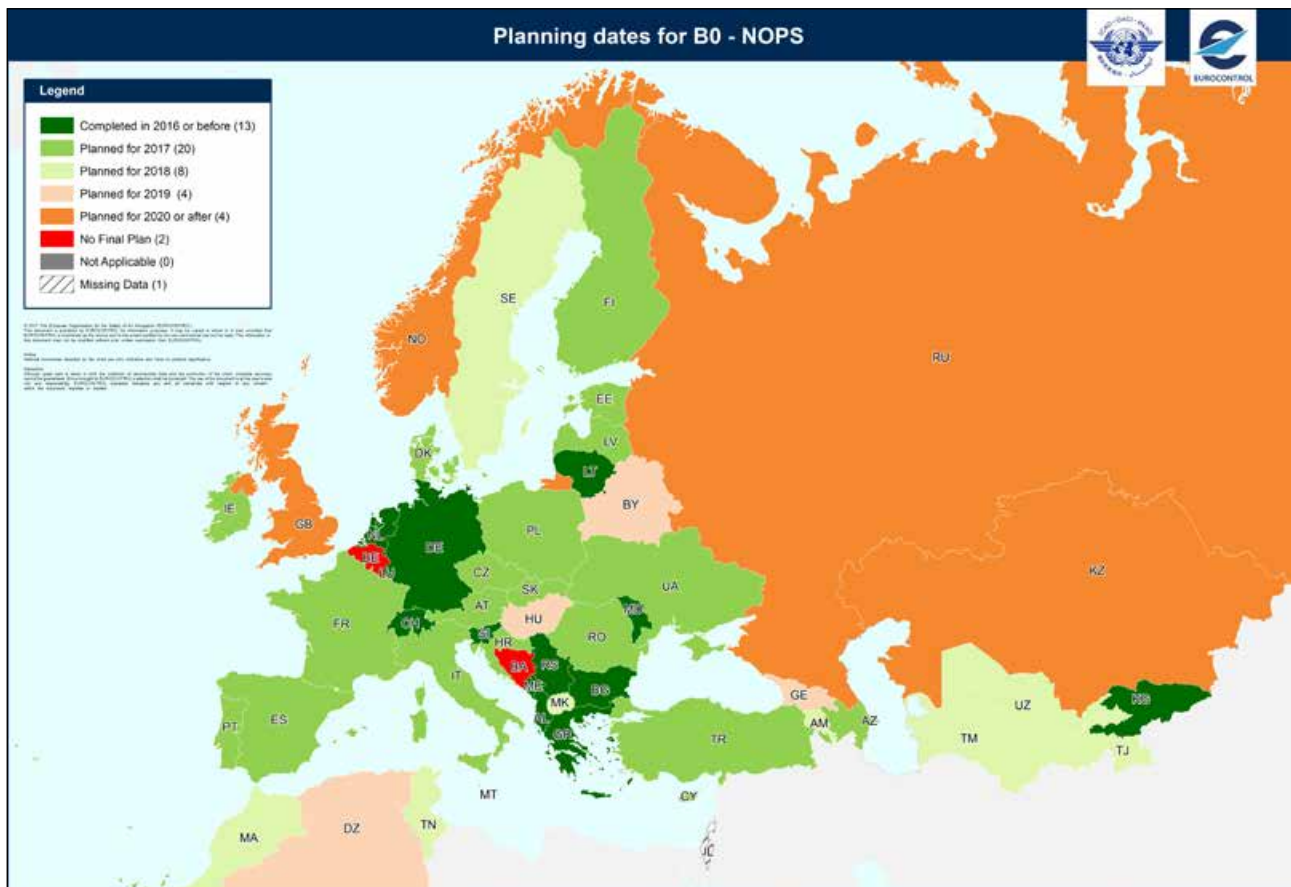 Planning dates for B0 - NOPS
EUROCONTROL
Legend
Completed in 2016 or before (13)
Planned for 2017 (20)
Planned for 2018 (8)
Planned for 2019 (4)
Planned for 2020 or after (4)
No Final Plan (2)
Not Applicable (0)
Missing Data (1)
SE
FI
NO
RU
EE
LV
DK
LT
IE
BY
GB
NL
DE
PL
BE
LU
KZ
CZ
UA
SK
FR
AT
CH
HU
MD
SI
RO
HR
BA
RS
IT
ME
BG
GE
KG
MK
UZ
PT
ES
AL
AM
AZ
GR
TR
TM
TJ
MT
CY
MA
DZ
TN